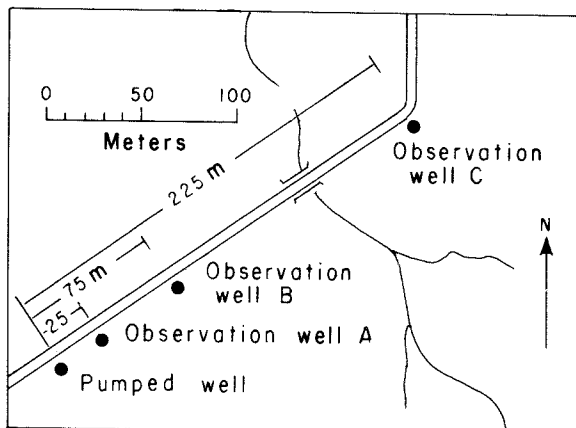 0 50 100
Meters
Observation
well C
225 m
N
75 m
Observation
well B
-25
Observation well A
Pumped well